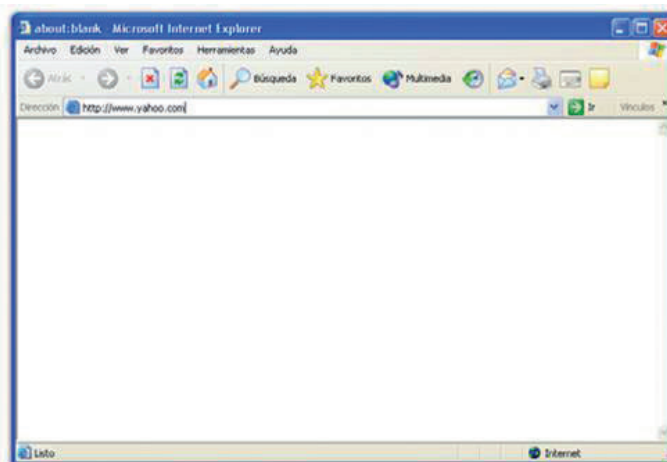 about:blank - Microsoft Internet Explorer
Archivo Edición Ver Favoritos Herramientas Ayuda
Atrás Búsqueda Favoritos Multimedia
Dirección http://www.yahoo.com Ir Vínculos »
Listo Internet